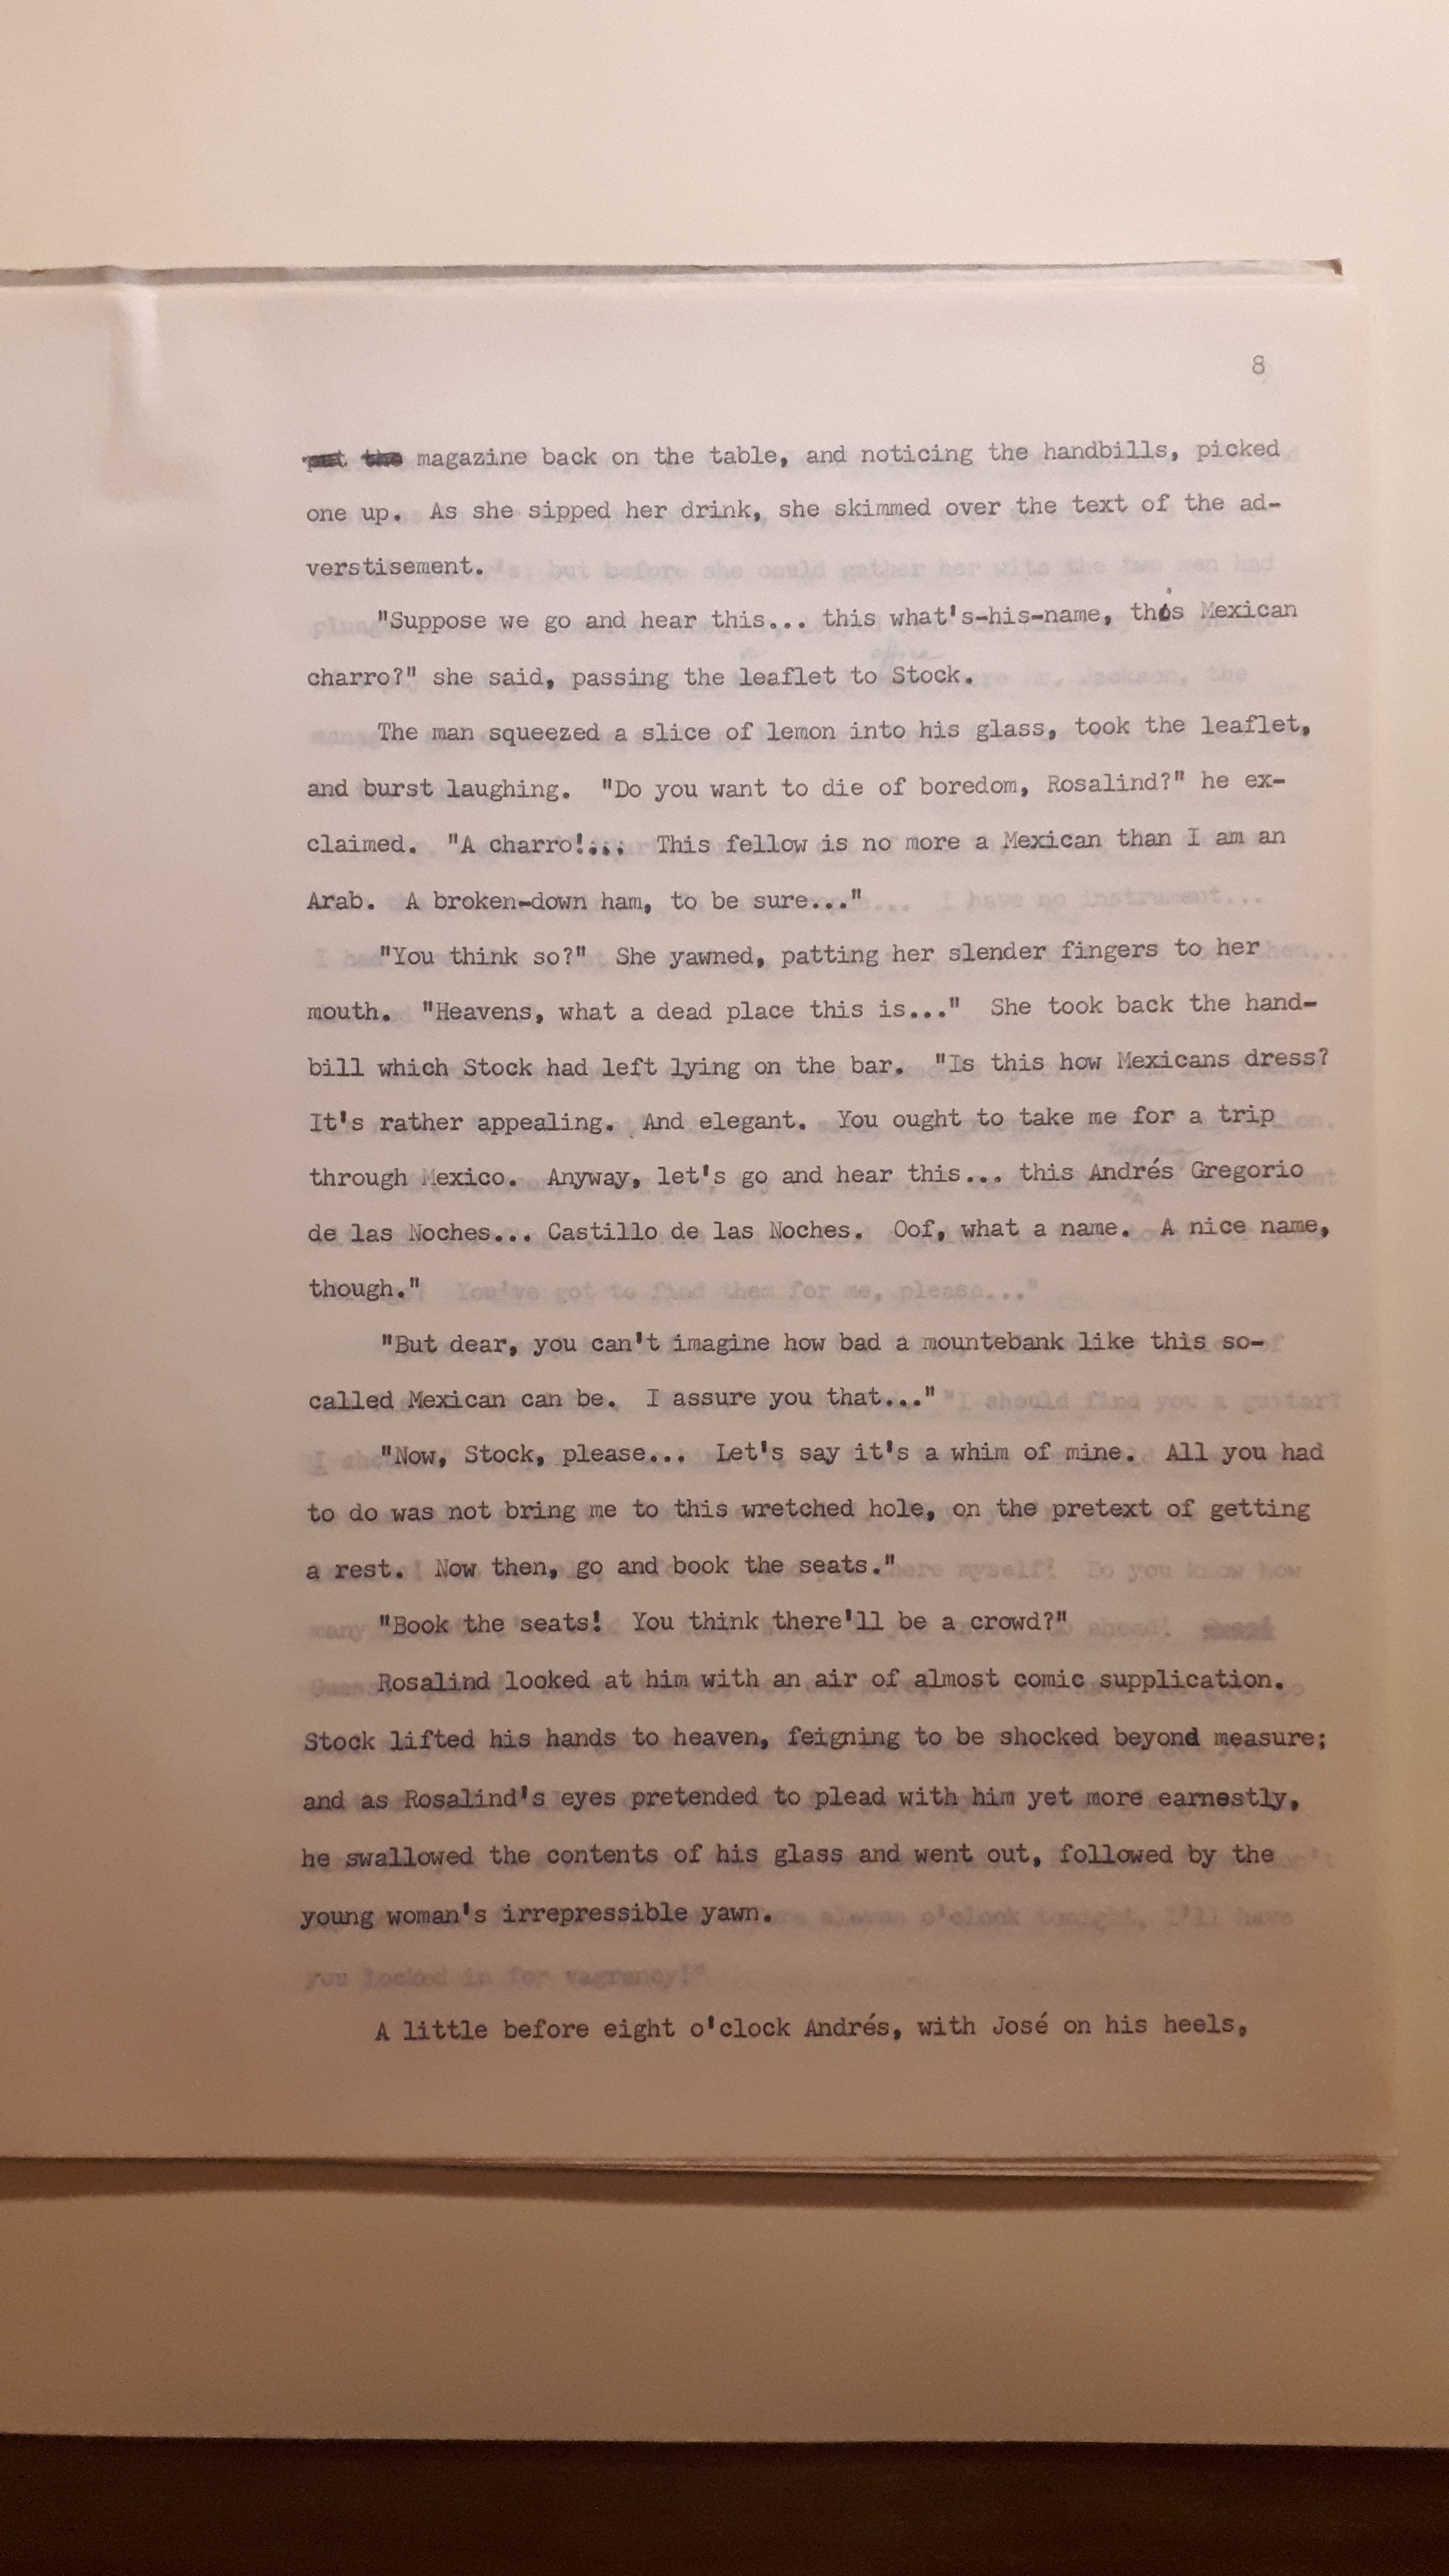 8
magazine back on the table, and noticing the handbills, picked
one up. As she sipped her drink, she skimmed over the text of the ad-
verstisement.
"Suppose we go and hear this... this what's-his-name, this Mexican
charro?" she said, passing the leaflet to Stock.
The man squeezed a slice of lemon into his glass, took the leaflet,
and burst laughing. "Do you want to die of boredom, Rosalind?" he ex-
claimed. "A charro!... This fellow is no more a Mexican than I am an
Arab. A broken-down ham, to be sure..."
"You think so?" She yawned, patting her slender fingers to her
mouth. "Heavens, what a dead place this is..." She took back the hand-
bill which Stock had left lying on the bar. "Is this how Mexicans dress?
It's rather appealing. And elegant. You ought to take me for a trip
through Mexico. Anyway, let's go and hear this... this Andrés Gregorio
de las Noches... Castillo de las Noches. Oof, what a name. A nice name,
though."
"But dear, you can't imagine how bad a mountebank like this so-
called Mexican can be. I assure you that..."
"Now, Stock, please... Let's say it's a whim of mine. All you had
to do was not bring me to this wretched hole, on the pretext of getting
a rest. Now then, go and book the seats."
"Book the seats! You think there'll be a crowd?"
Rosalind looked at him with an air of almost comic supplication.
Stock lifted his hands to heaven, feigning to be shocked beyond measure;
and as Rosalind's eyes pretended to plead with him yet more earnestly,
he swallowed the contents of his glass and went out, followed by the
young woman's irrepressible yawn.
A little before eight o'clock Andrés, with José on his heels,